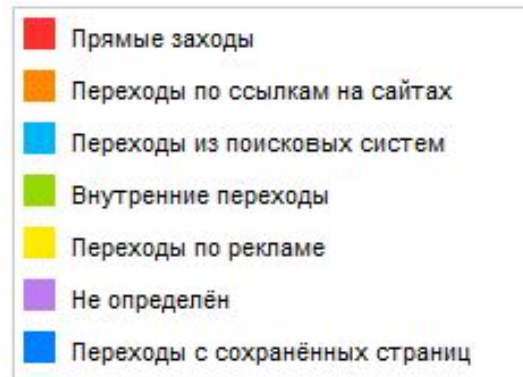 Прямые заходы
Переходы по ссылкам на сайтах
Переходы из поисковых систем
Внутренние переходы
Переходы по рекламе
Не определён
Переходы с сохранённых страниц